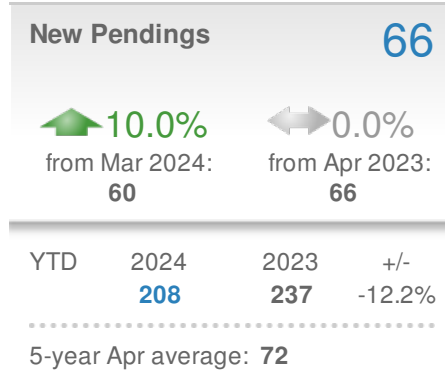 New Pendings 66
10.0% 0.0%
from Mar 2024: from Apr 2023:
60 66
YTD 2024 2023 +/-
208 237 -12.2%
5-year Apr average: 72